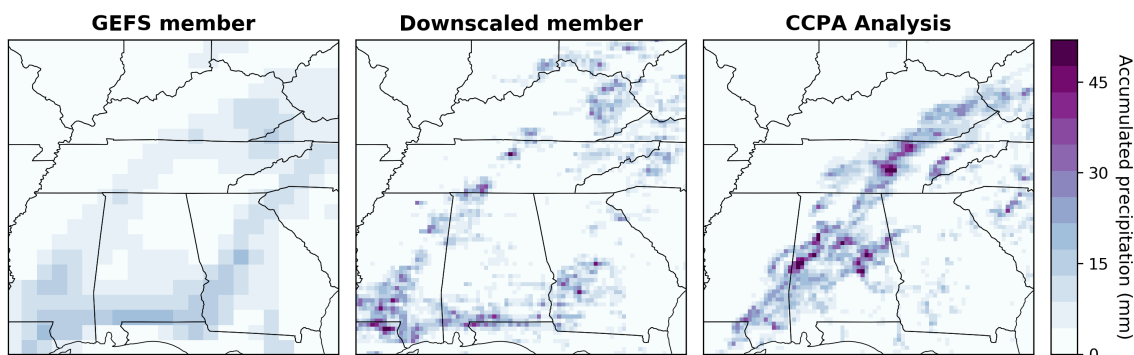 GEFS member
Downscaled member
CCPA Analysis
45
30
15
0
Accumulated precipitation (mm)